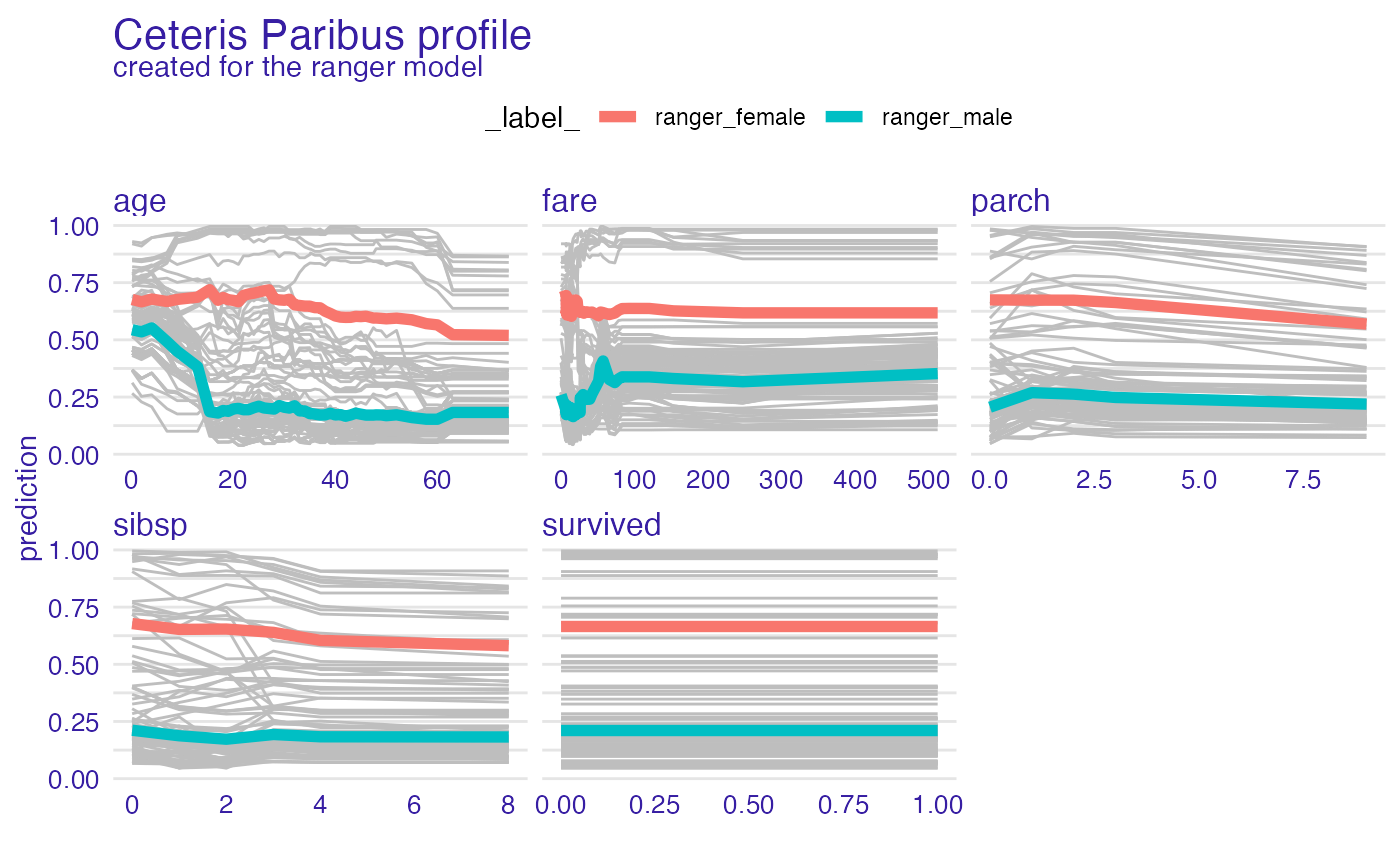 Ceteris Paribus profile
created for the ranger model
_label_ ranger_female ranger_male
age fare parch
1.00
0.75
0.50
0.25
0.00
0 20 40 60 0 100 200 300 400 500 0.0 2.5 5.0 7.5
prediction
sibsp survived
1.00
0.75
0.50
0.25
0.00
0 2 4 6 8 0.00 0.25 0.50 0.75 1.00